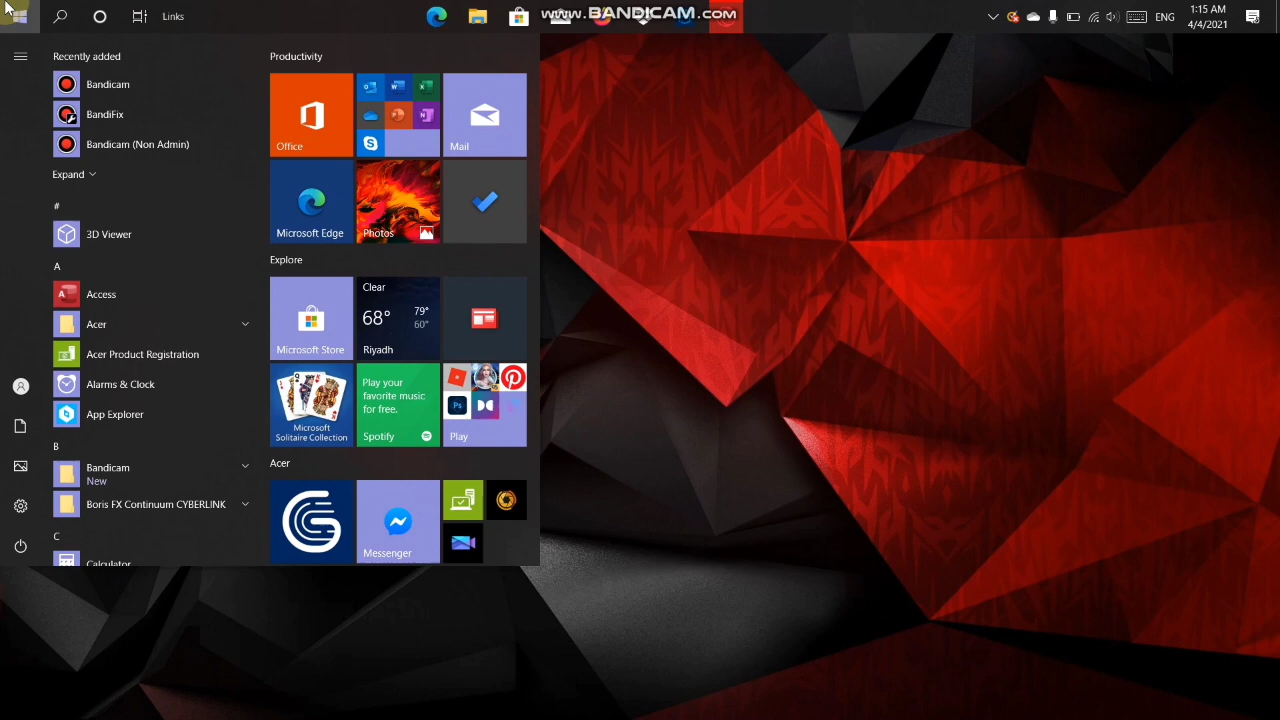 Links
WWW.BANDICAM.COM
ENG
1:15 AM
4/4/2021
Recently added
Bandicam
BandiFix
Bandicam (Non Admin)
Expand
#
3D Viewer
A
Access
Acer
Acer Product Registration
Alarms & Clock
App Explorer
B
Bandicam
New
Boris FX Continuum CYBERLINK
C
Calculator
Productivity
Office
Mail
Microsoft Edge
Photos
Explore
Microsoft Store
Clear
68° 79°
60°
Riyadh
Microsoft
Solitaire Collection
Play your
favorite music
for free.
Spotify
Ps
Play
Acer
Messenger